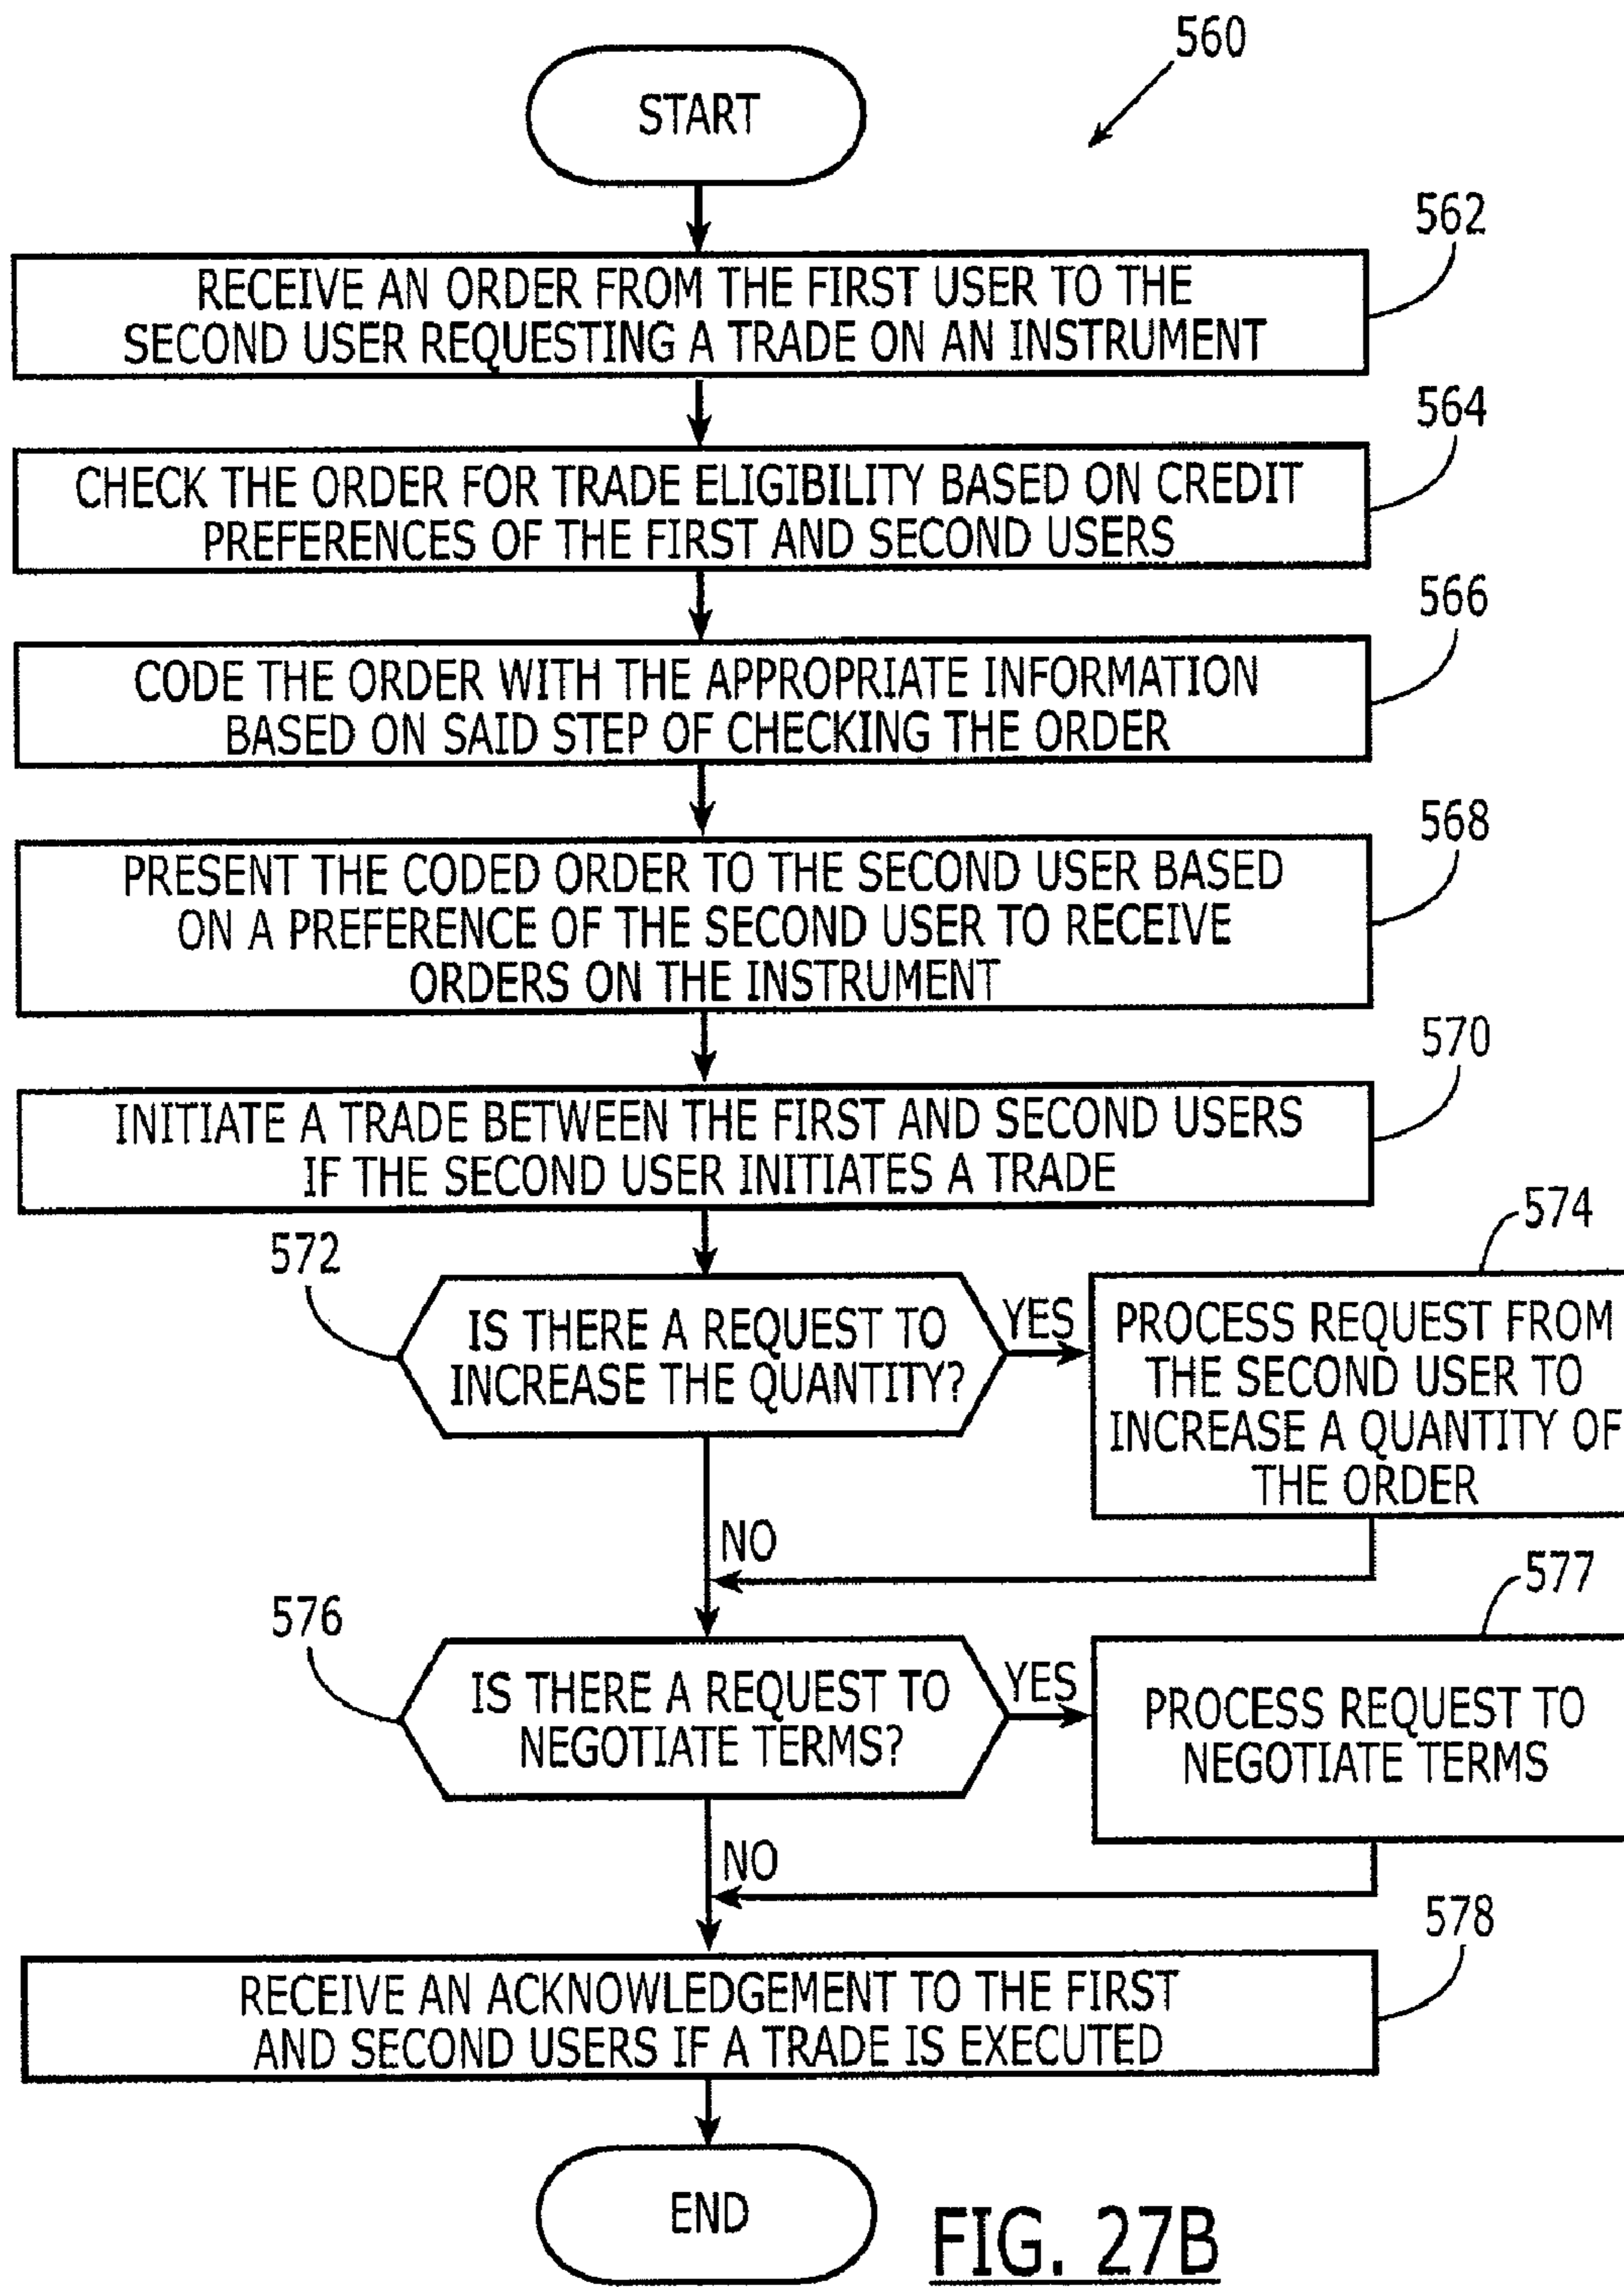 560
START
562
RECEIVE AN ORDER FROM THE FIRST USER TO THE
SECOND USER REQUESTING A TRADE ON AN INSTRUMENT
564
CHECK THE ORDER FOR TRADE ELIGIBILITY BASED ON CREDIT
PREFERENCES OF THE FIRST AND SECOND USERS
566
CODE THE ORDER WITH THE APPROPRIATE INFORMATION
BASED ON SAID STEP OF CHECKING THE ORDER
568
PRESENT THE CODED ORDER TO THE SECOND USER BASED
ON A PREFERENCE OF THE SECOND USER TO RECEIVE
ORDERS ON THE INSTRUMENT
570
INITIATE A TRADE BETWEEN THE FIRST AND SECOND USERS
IF THE SECOND USER INITIATES A TRADE
572
IS THERE A REQUEST TO
INCREASE THE QUANTITY?
YES
574
PROCESS REQUEST FROM
THE SECOND USER TO
INCREASE A QUANTITY OF
THE ORDER
NO
576
IS THERE A REQUEST TO
NEGOTIATE TERMS?
YES
577
PROCESS REQUEST TO
NEGOTIATE TERMS
NO
578
RECEIVE AN ACKNOWLEDGEMENT TO THE FIRST
AND SECOND USERS IF A TRADE IS EXECUTED
END
FIG. 27B